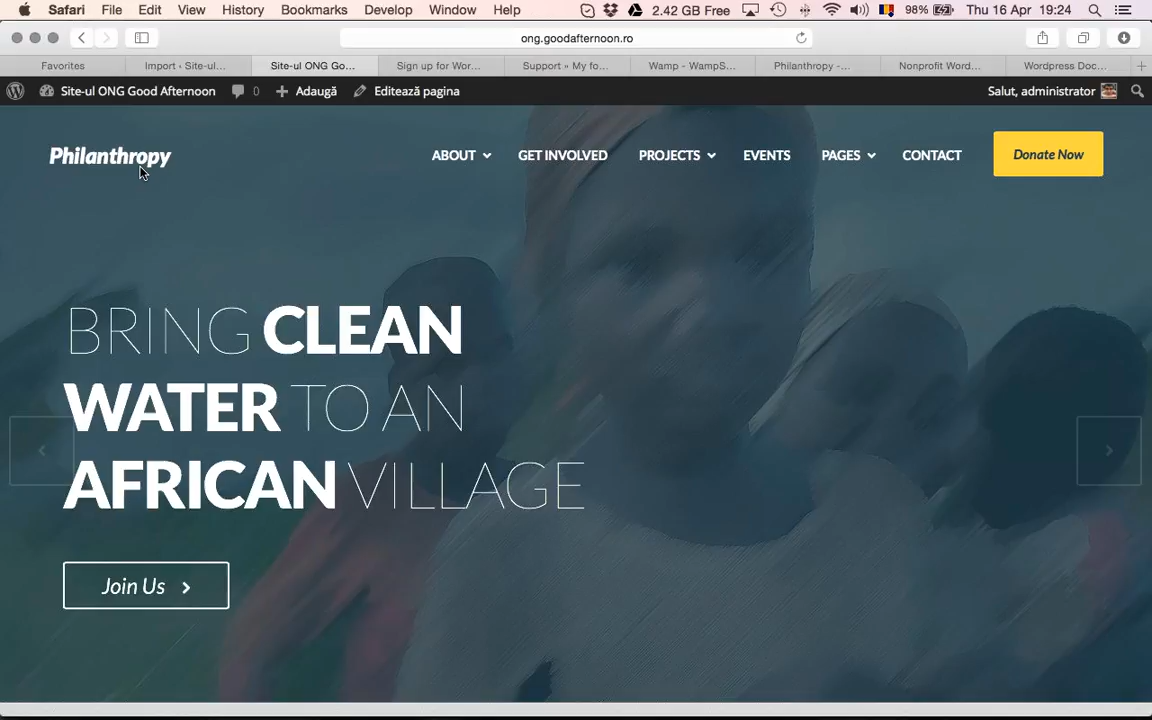 Safari File Edit View History Bookmarks Develop Window Help 2.42 GB Free 98% Thu 16 Apr 19:24
ong.goodafternoon.ro
Favorites Import ‹ Site-ul... Site-ul ONG Go... Sign up for Wor... Support » My fo... Wamp - WampS... Philanthropy -... Nonprofit Word... Wordpress Doc...
Site-ul ONG Good Afternoon 0 Adaugă Editează pagina Salut, administrator
Philanthropy ABOUT GET INVOLVED PROJECTS EVENTS PAGES CONTACT Donate Now
BRING CLEAN
WATER TO AN
AFRICAN VILLAGE
Join Us